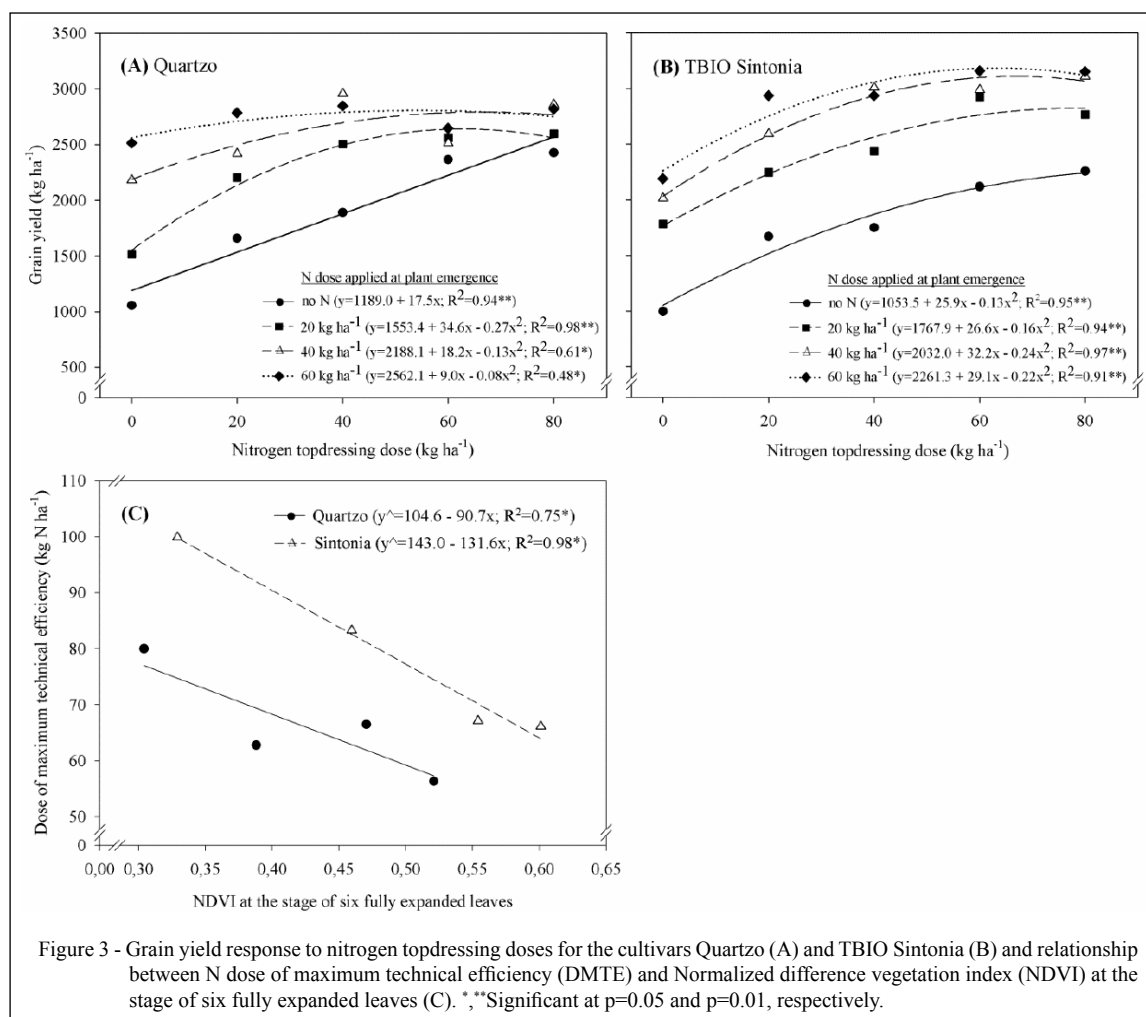 (A) Quartzo
Grain yield (kg ha⁻¹)
3500
3000
2500
2000
1500
1000
500
0
N dose applied at plant emergence
no N (y=1189.0 + 17.5x; R²=0.94**)
20 kg ha⁻¹ (y=1553.4 + 34.6x - 0.27x²; R²=0.98**)
40 kg ha⁻¹ (y=2188.1 + 18.2x - 0.13x²; R²=0.61*)
60 kg ha⁻¹ (y=2562.1 + 9.0x - 0.08x²; R²=0.48*)
0 20 40 60 80
Nitrogen topdressing dose (kg ha⁻¹)
(B) TBIO Sintonia
N dose applied at plant emergence
no N (y=1053.5 + 25.9x - 0.13x²; R²=0.95**)
20 kg ha⁻¹ (y=1767.9 + 26.6x - 0.16x²; R²=0.94**)
40 kg ha⁻¹ (y=2032.0 + 32.2x - 0.24x²; R²=0.97**)
60 kg ha⁻¹ (y=2261.3 + 29.1x - 0.22x²; R²=0.91**)
0 20 40 60 80
Nitrogen topdressing dose (kg ha⁻¹)
(C)
Dose of maximum technical efficiency (kg N ha⁻¹)
110
100
90
80
70
60
50
0
Quartzo (y^=104.6 - 90.7x; R²=0.75*)
Sintonia (y^=143.0 - 131.6x; R²=0.98*)
0,00 0,30 0,35 0,40 0,45 0,50 0,55 0,60 0,65
NDVI at the stage of six fully expanded leaves
Figure 3 - Grain yield response to nitrogen topdressing doses for the cultivars Quartzo (A) and TBIO Sintonia (B) and relationship
between N dose of maximum technical efficiency (DMTE) and Normalized difference vegetation index (NDVI) at the
stage of six fully expanded leaves (C). *,**Significant at p=0.05 and p=0.01, respectively.